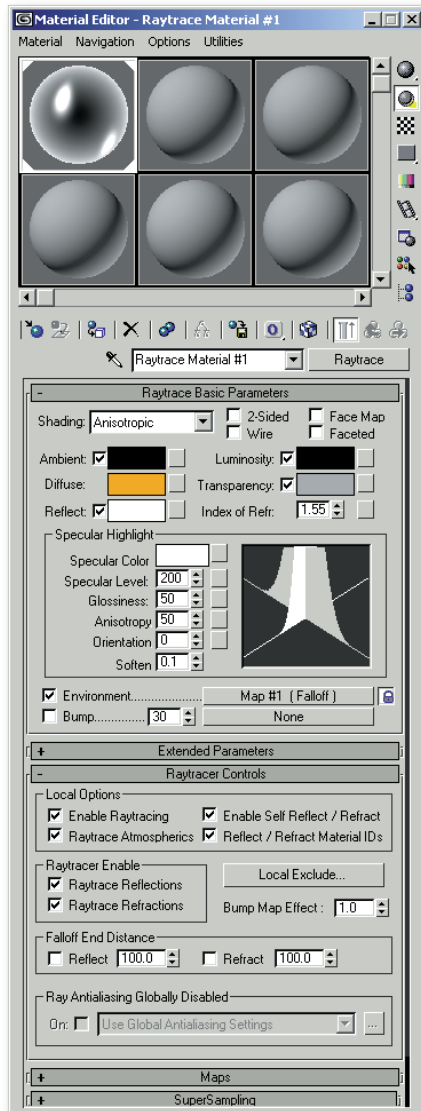 Material Editor - Raytrace Material #1
Material Navigation Options Utilities
Raytrace Material #1 Raytrace
- Raytrace Basic Parameters
Shading: Anisotropic 2-Sided Face Map
Wire Faceted
Ambient: Luminosity:
Diffuse: Transparency:
Reflect: Index of Refr: 1.55
Specular Highlight
Specular Color
Specular Level: 200
Glossiness: 50
Anisotropy 50
Orientation 0
Soften 0.1
Environment.................... Map #1 ( Falloff )
Bump.............. 30 None
+ Extended Parameters
- Raytracer Controls
Local Options
Enable Raytracing Enable Self Reflect / Refract
Raytrace Atmospherics Reflect / Refract Material IDs
Raytracer Enable
Raytrace Reflections Local Exclude...
Raytrace Refractions Bump Map Effect : 1.0
Falloff End Distance
Reflect 100.0 Refract 100.0
Ray Antialiasing Globally Disabled
On: Use Global Antialiasing Settings ...
+ Maps
+ SuperSampling